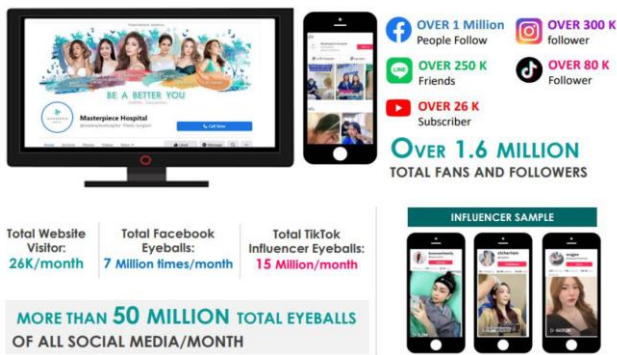 BE A BETTER YOU
Masterpiece Hospital
Call Now
OVER 1 Million
People Follow
OVER 300 K
follower
LINE
OVER 250 K
Friends
OVER 80 K
Follower
OVER 26 K
Subscriber
OVER 1.6 MILLION
TOTAL FANS AND FOLLOWERS
Total Website
Visitor:
26K/month
Total Facebook
Eyeballs:
7 Million times/month
Total TikTok
Influencer Eyeballs:
15 Million/month
INFLUENCER SAMPLE
MORE THAN 50 MILLION TOTAL EYEBALLS
OF ALL SOCIAL MEDIA/MONTH